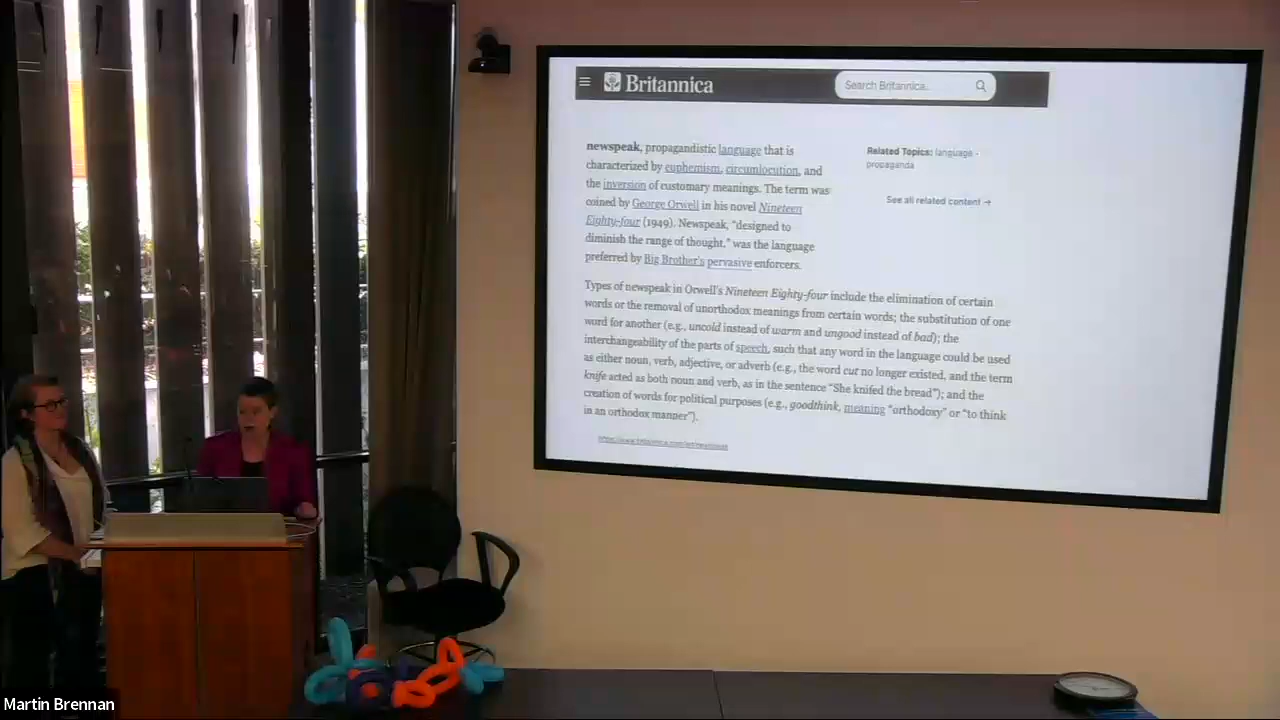 Britannica
Search Britannica...
newspeak, propagandistic language that is
characterized by euphemism, circumlocution, and
the inversion of customary meanings. The term was
coined by George Orwell in his novel Nineteen
Eighty-four (1949). Newspeak, "designed to
diminish the range of thought," was the language
preferred by Big Brother's pervasive enforcers.
Related Topics: language -
propaganda
See all related content →
Types of newspeak in Orwell's Nineteen Eighty-four include the elimination of certain
words or the removal of unorthodox meanings from certain words; the substitution of one
word for another (e.g., uncold instead of warm and ungood instead of bad); the
interchangeability of the parts of speech, such that any word in the language could be used
as either noun, verb, adjective, or adverb (e.g., the word cut no longer existed, and the term
knife acted as both noun and verb, as in the sentence "She knifed the bread"); and the
creation of words for political purposes (e.g., goodthink, meaning "orthodoxy" or "to think
in an orthodox manner").
Martin Brennan